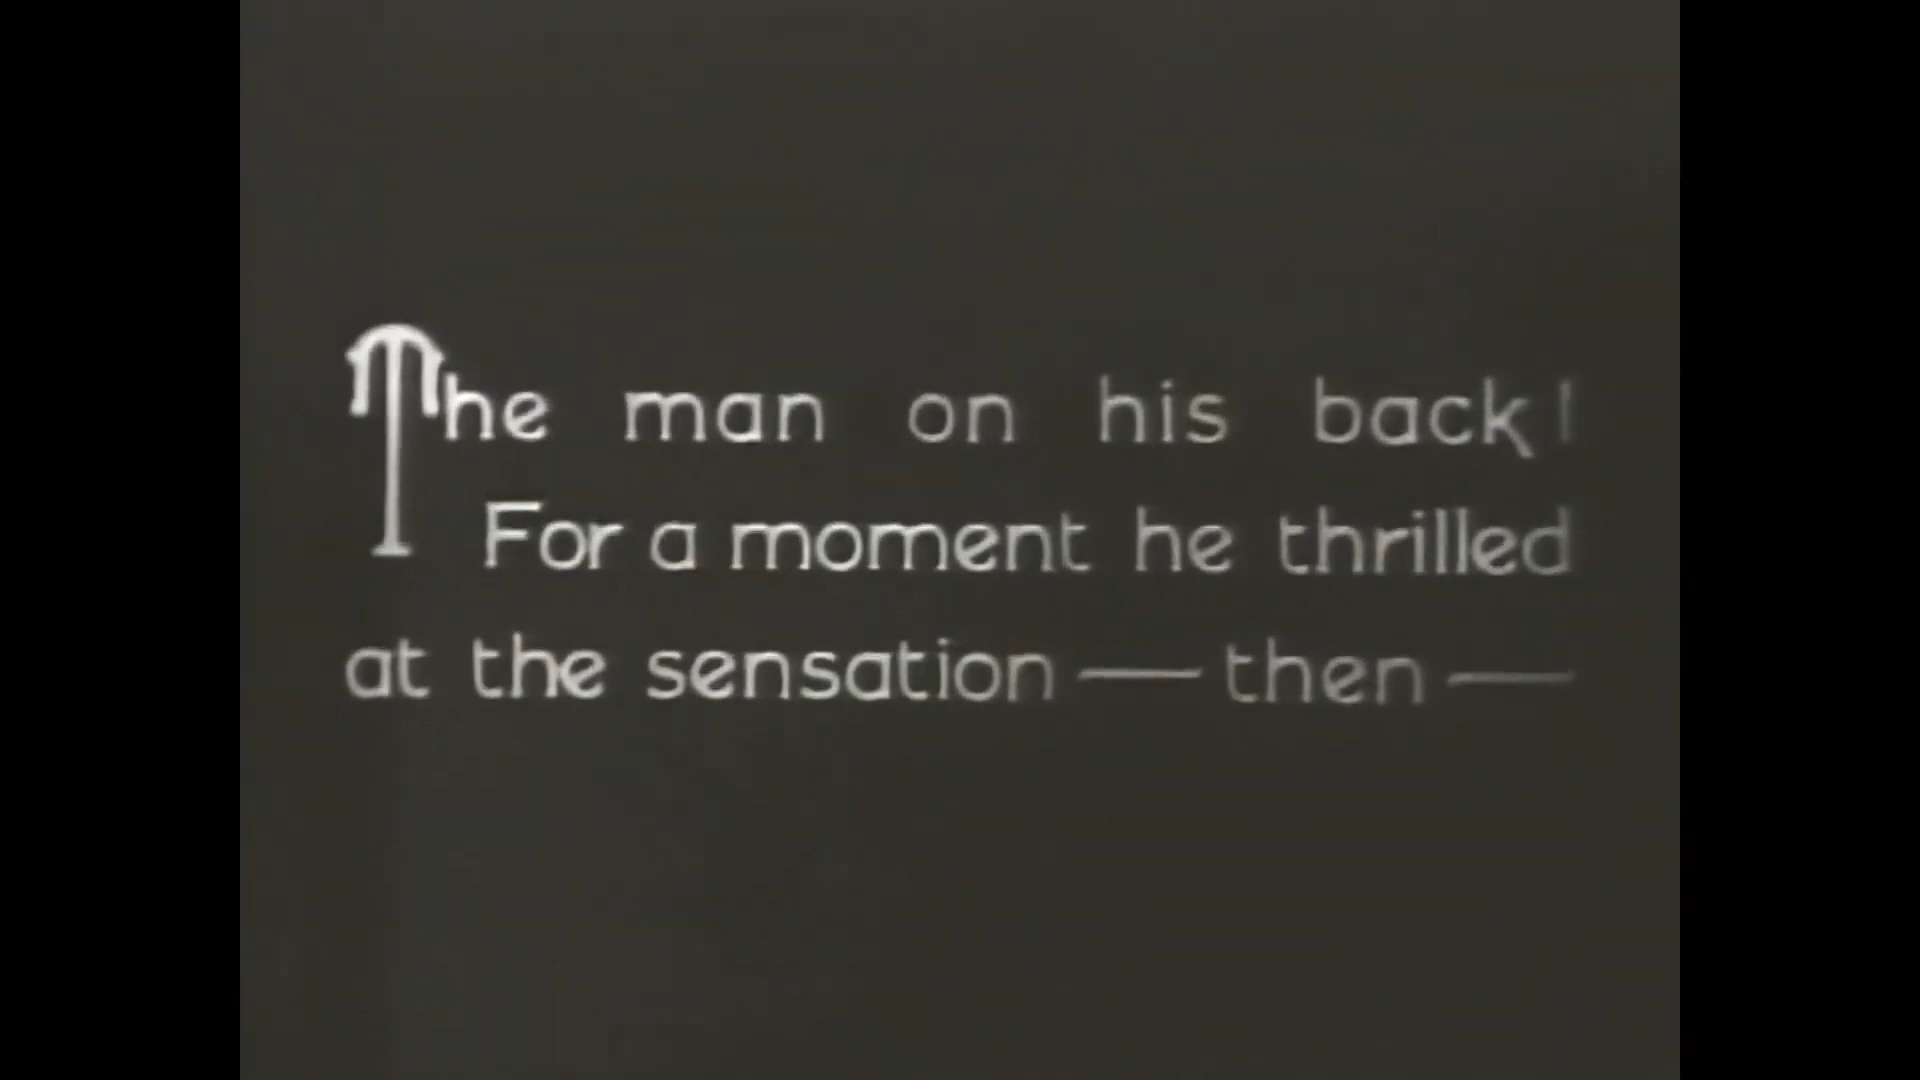 The man on his back!
For a moment he thrilled
at the sensation — then —